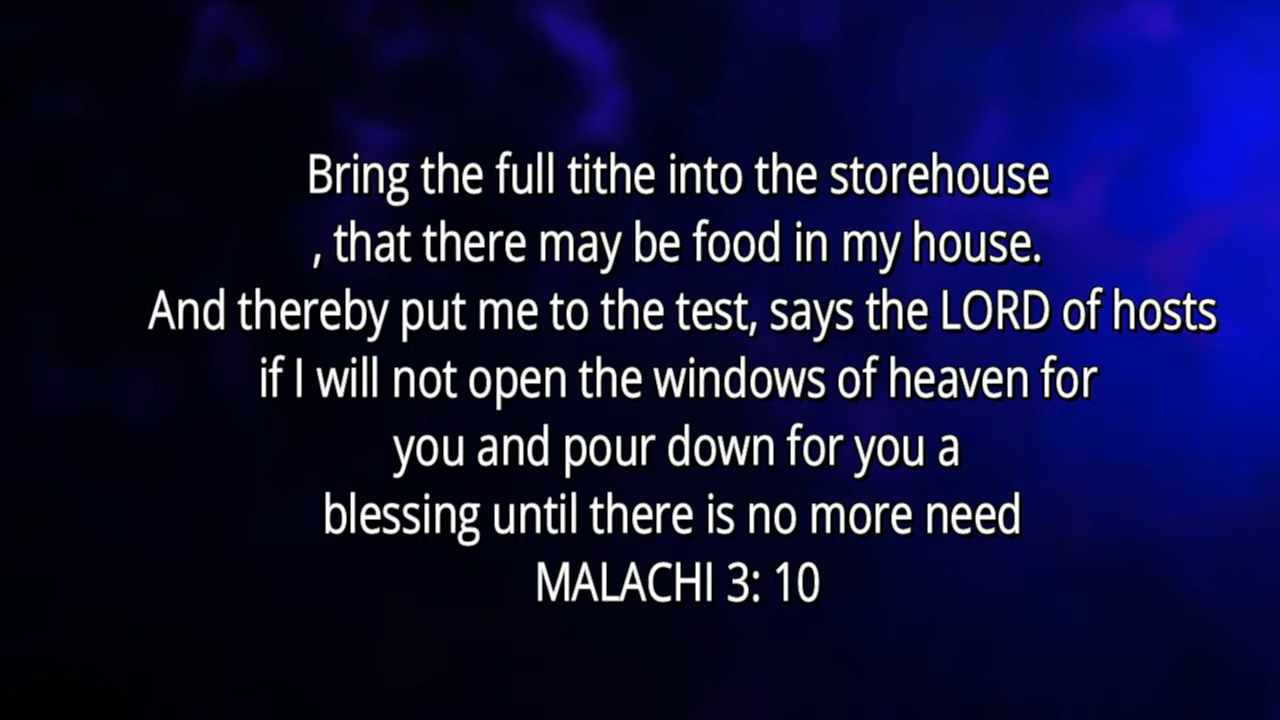 Bring the full tithe into the storehouse
, that there may be food in my house.
And thereby put me to the test, says the LORD of hosts
if I will not open the windows of heaven for
you and pour down for you a
blessing until there is no more need
MALACHI 3: 10